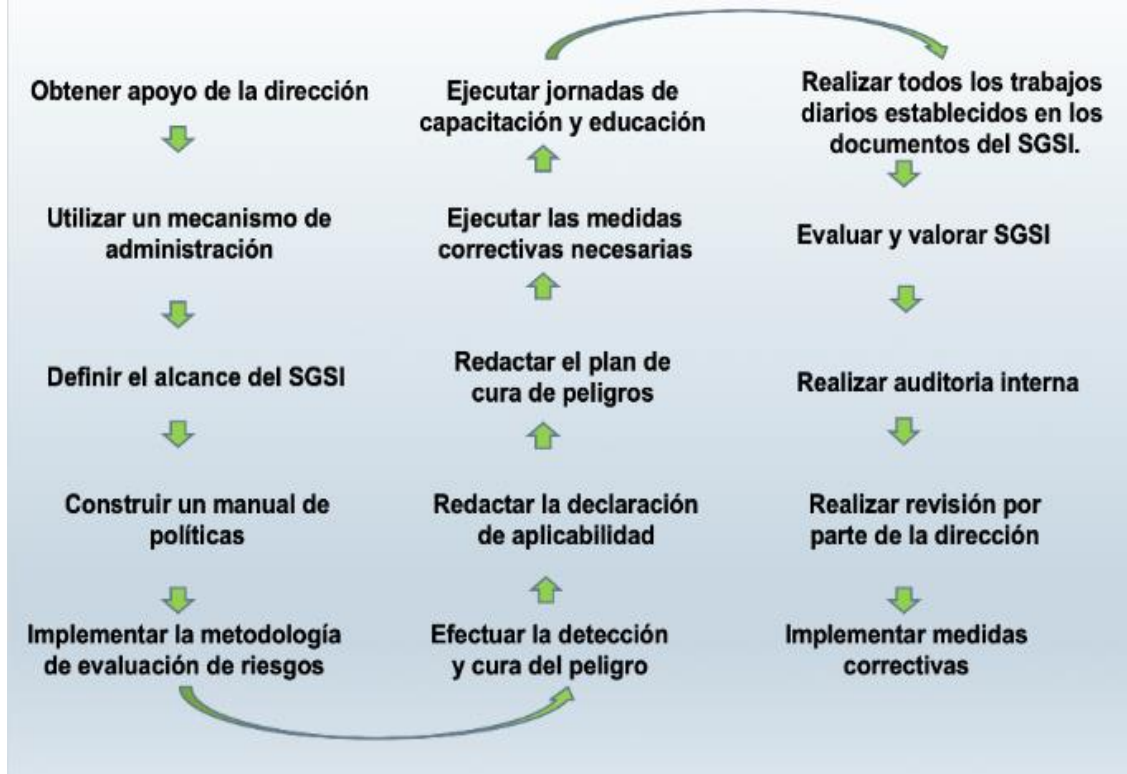 Obtener apoyo de la dirección
Utilizar un mecanismo de
administración
Definir el alcance del SGSI
Construir un manual de
políticas
Implementar la metodología
de evaluación de riesgos
Efectuar la detección
y cura del peligro
Redactar la declaración
de aplicabilidad
Redactar el plan de
cura de peligros
Ejecutar las medidas
correctivas necesarias
Ejecutar jornadas de
capacitación y educación
Realizar todos los trabajos
diarios establecidos en los
documentos del SGSI.
Evaluar y valorar SGSI
Realizar auditoria interna
Realizar revisión por
parte de la dirección
Implementar medidas
correctivas